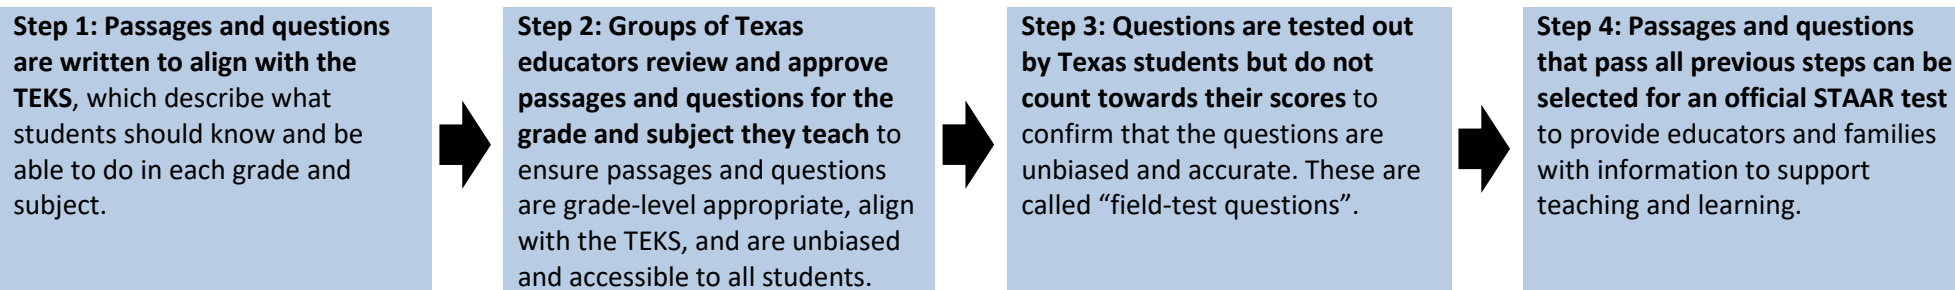 Step 1: Passages and questions
are written to align with the
TEKS, which describe what
students should know and be
able to do in each grade and
subject.
Step 2: Groups of Texas
educators review and approve
passages and questions for the
grade and subject they teach to
ensure passages and questions
are grade-level appropriate, align
with the TEKS, and are unbiased
and accessible to all students.
Step 3: Questions are tested out
by Texas students but do not
count towards their scores to
confirm that the questions are
unbiased and accurate. These are
called “field-test questions”.
Step 4: Passages and questions
that pass all previous steps can be
selected for an official STAAR test
to provide educators and families
with information to support
teaching and learning.